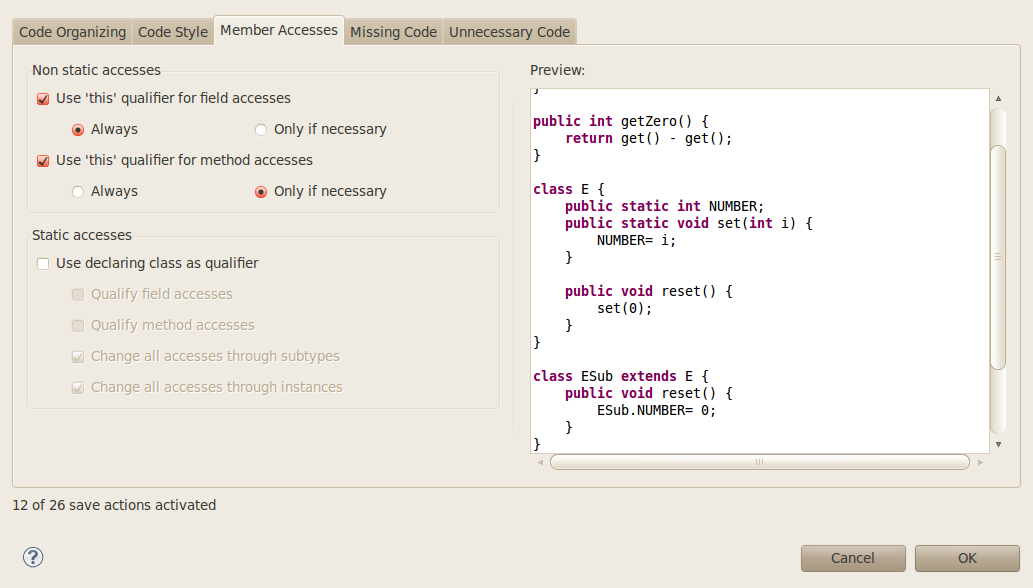 Code Organizing Code Style Member Accesses Missing Code Unnecessary Code
Non static accesses
Use 'this' qualifier for field accesses
Always Only if necessary
Use 'this' qualifier for method accesses
Always Only if necessary
Static accesses
Use declaring class as qualifier
Qualify field accesses
Qualify method accesses
Change all accesses through subtypes
Change all accesses through instances
Preview:
}
public int getZero() {
    return get() - get();
}
class E {
    public static int NUMBER;
    public static void set(int i) {
        NUMBER= i;
    }
    public void reset() {
        set(0);
    }
}
class ESub extends E {
    public void reset() {
        ESub.NUMBER= 0;
    }
}
12 of 26 save actions activated
?
Cancel OK